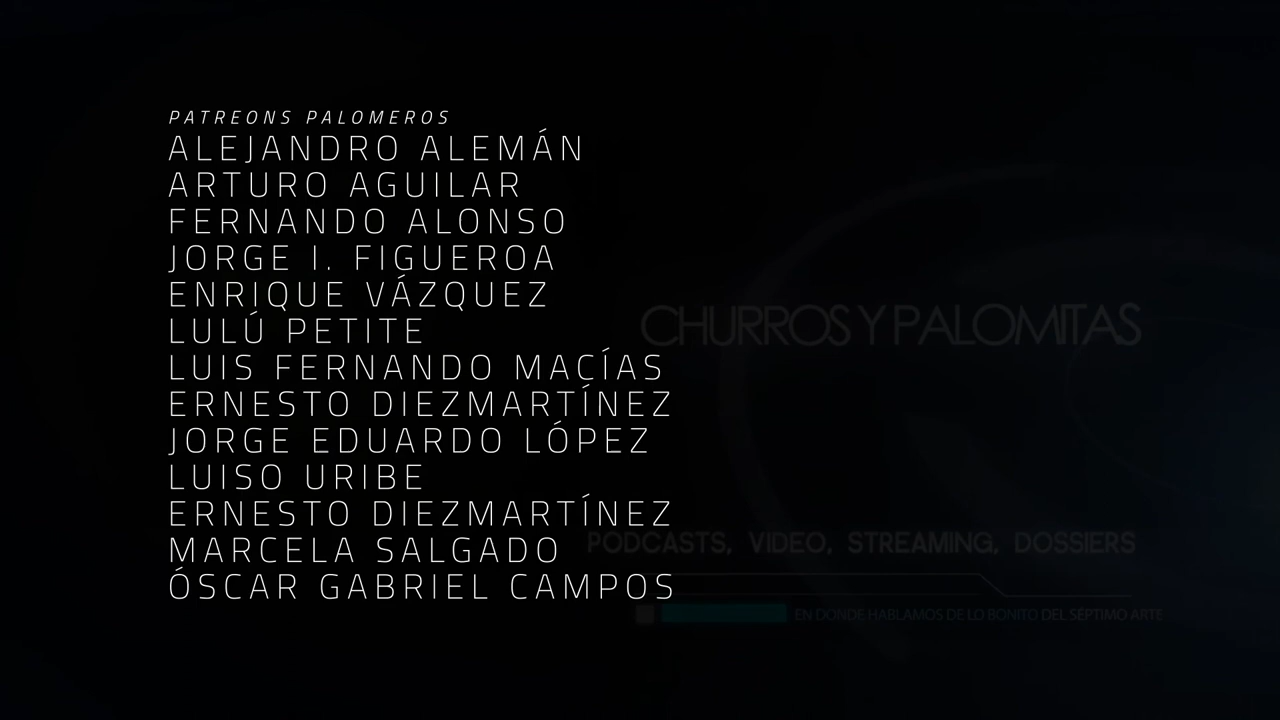 PATREONS PALOMEROS
ALEJANDRO ALEMÁN
ARTURO AGUILAR
FERNANDO ALONSO
JORGE I. FIGUEROA
ENRIQUE VÁZQUEZ
LULÚ PETITE
LUIS FERNANDO MACÍAS
ERNESTO DIEZMARTÍNEZ
JORGE EDUARDO LÓPEZ
LUISO URIBE
ERNESTO DIEZMARTÍNEZ
MARCELA SALGADO
ÓSCAR GABRIEL CAMPOS
CHURROS Y PALOMITAS
PODCASTS, VIDEO, STREAMING, DOSSIERS
EN DONDE HABLAMOS DE LO BONITO DEL SÉPTIMO ARTE